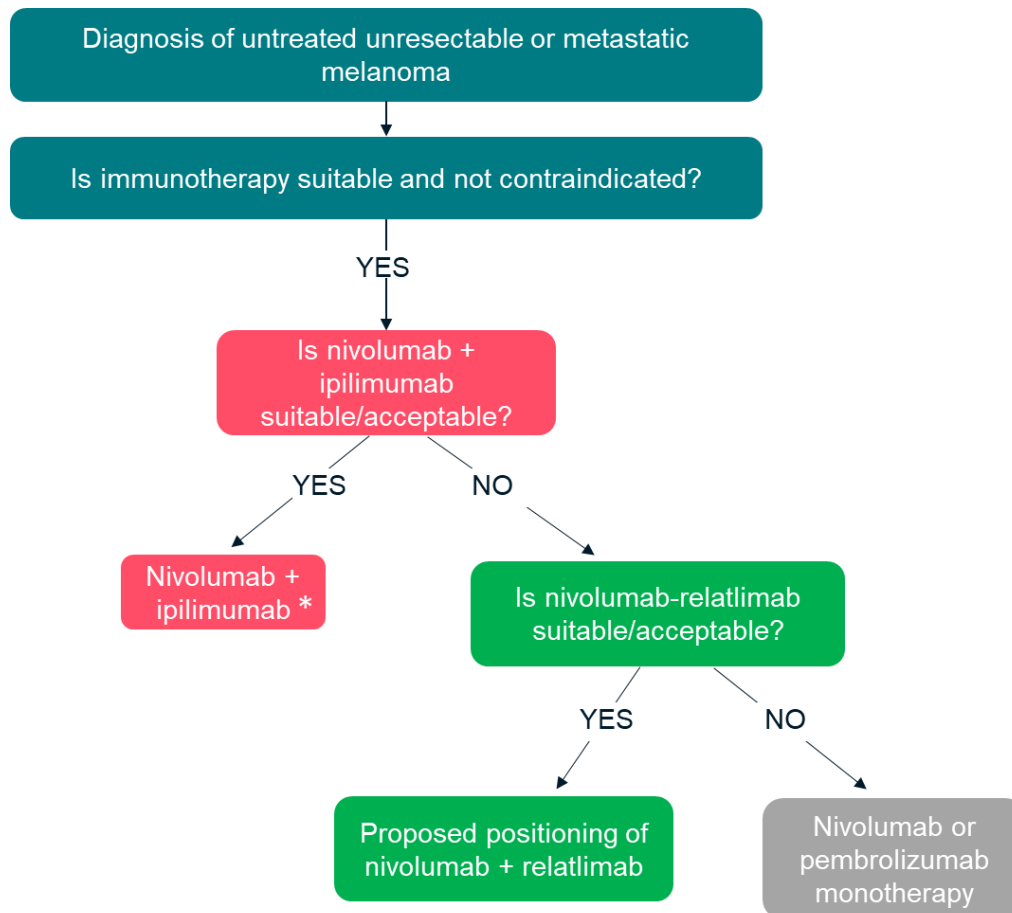 Diagnosis of untreated unresectable or metastatic
melanoma
Is immunotherapy suitable and not contraindicated?
YES
Is nivolumab +
ipilimumab
suitable/acceptable?
YES
NO
Nivolumab +
ipilimumab *
Is nivolumab-relatlimab
suitable/acceptable?
YES
NO
Proposed positioning of
nivolumab + relatlimab
Nivolumab or
pembrolizumab
monotherapy